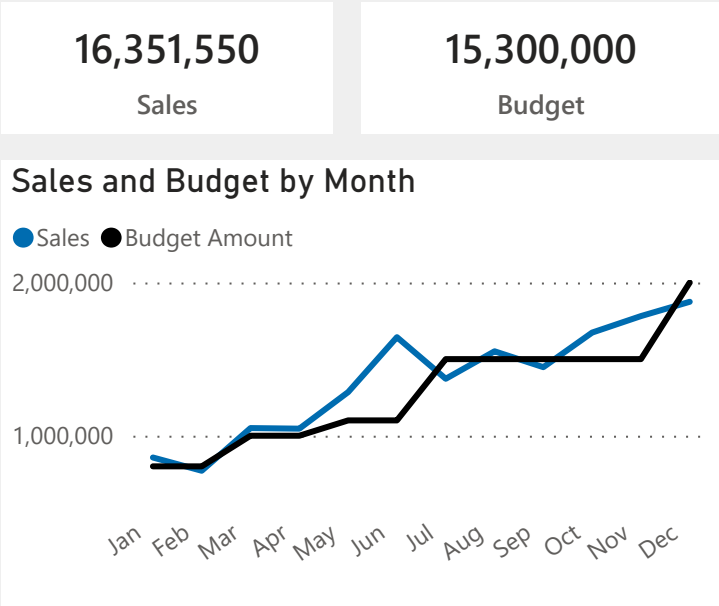 16,351,550
Sales
15,300,000
Budget
Sales and Budget by Month
Sales Budget Amount
2,000,000
1,000,000
Jan Feb Mar Apr May Jun Jul Aug Sep Oct Nov Dec